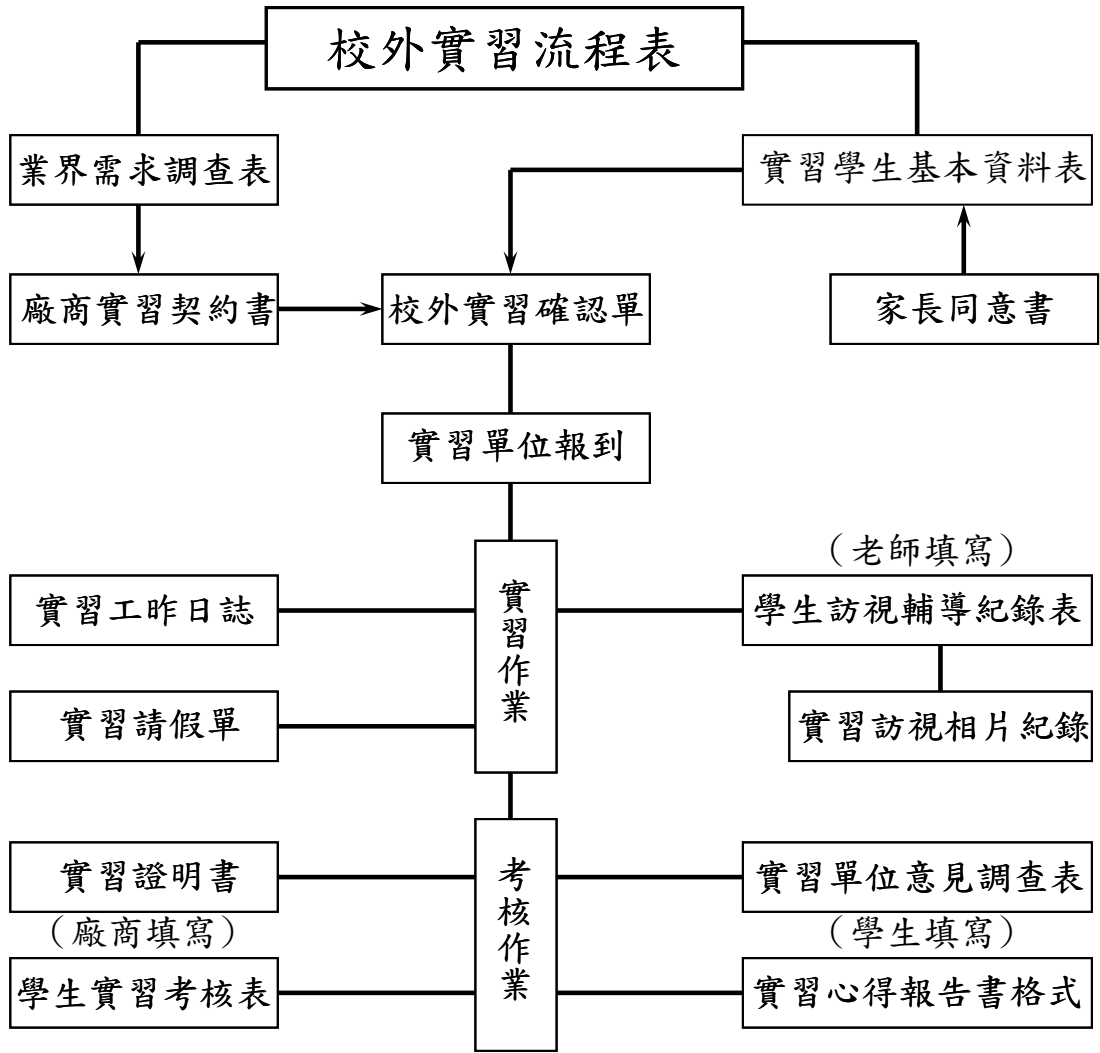 校外實習流程表
業界需求調查表
實習學生基本資料表
廠商實習契約書
校外實習確認單
家長同意書
實習單位報到
實習作業
（老師填寫）
實習工昨日誌
學生訪視輔導紀錄表
實習請假單
實習訪視相片紀錄
考核作業
實習證明書
實習單位意見調查表
（廠商填寫）
（學生填寫）
學生實習考核表
實習心得報告書格式